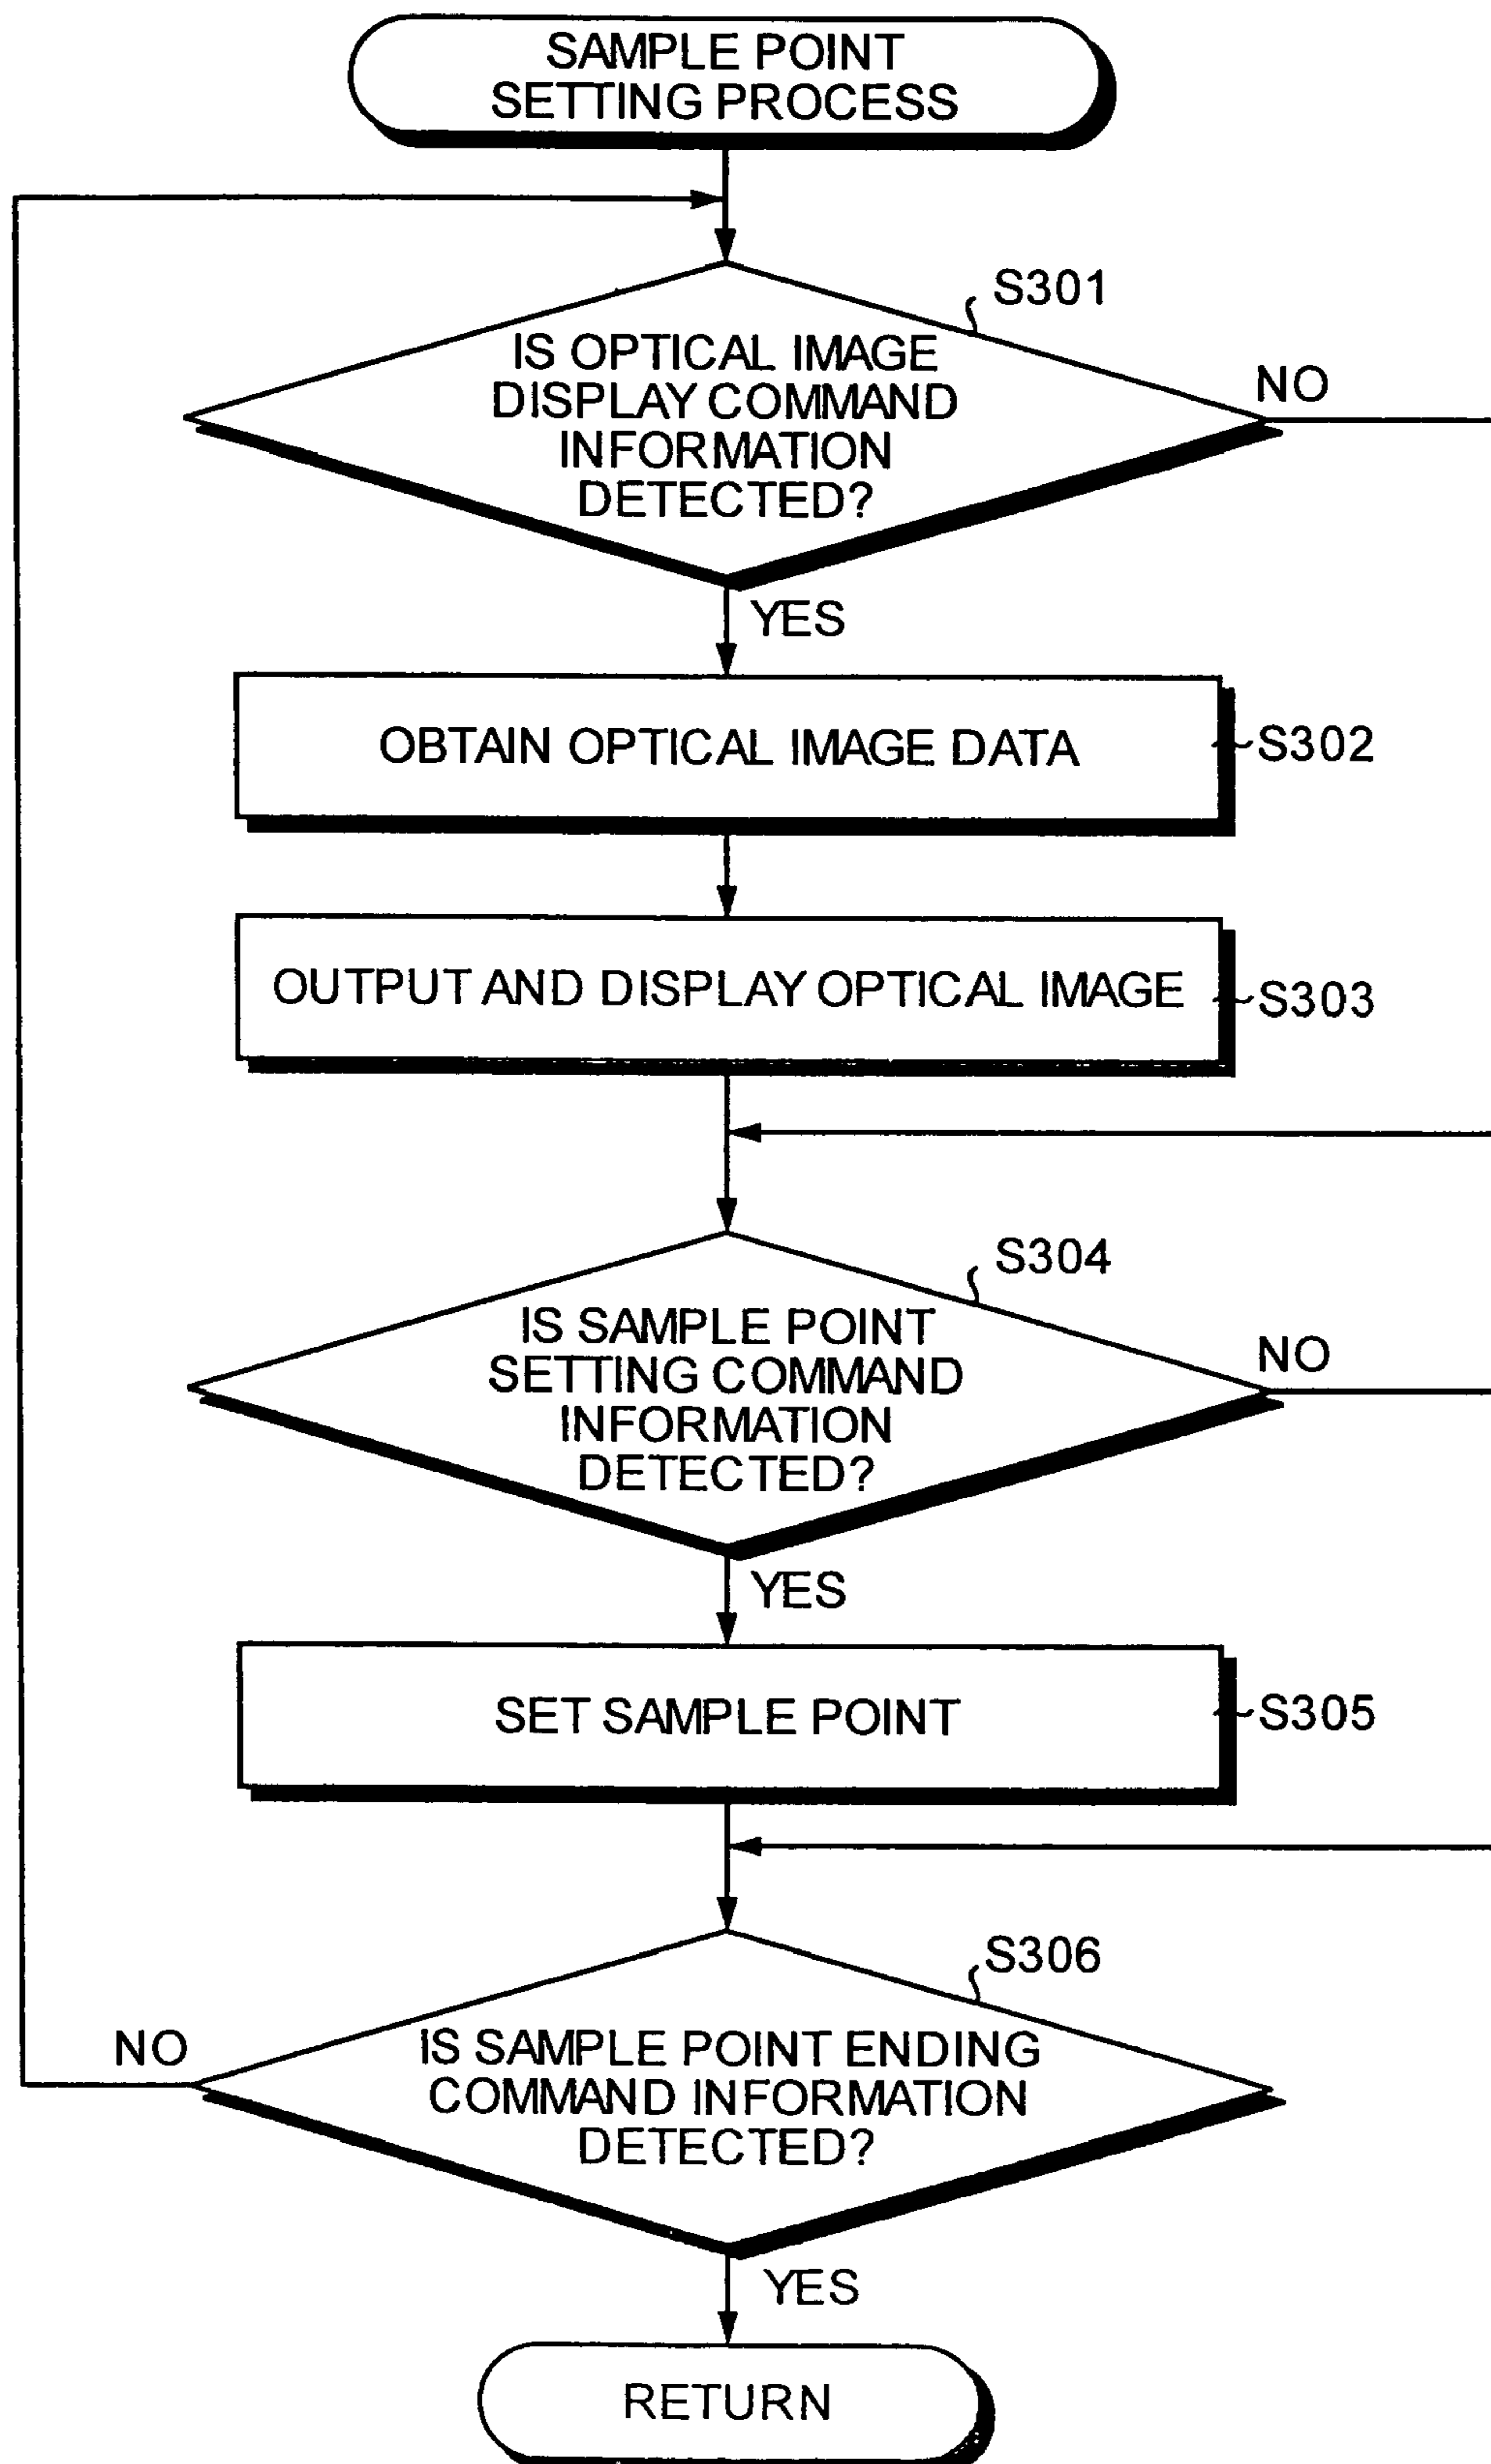 SAMPLE POINT
SETTING PROCESS
S301
IS OPTICAL IMAGE
DISPLAY COMMAND
INFORMATION
DETECTED?
NO
YES
OBTAIN OPTICAL IMAGE DATA
S302
OUTPUT AND DISPLAY OPTICAL IMAGE
S303
S304
IS SAMPLE POINT
SETTING COMMAND
INFORMATION
DETECTED?
NO
YES
SET SAMPLE POINT
S305
S306
NO
IS SAMPLE POINT ENDING
COMMAND INFORMATION
DETECTED?
YES
RETURN